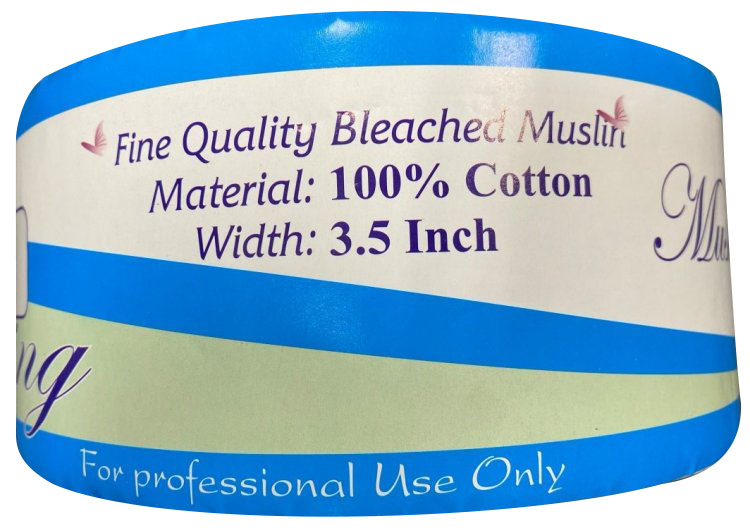 Fine Quality Bleached Muslin
Material: 100% Cotton
Width: 3.5 Inch
For professional Use Only